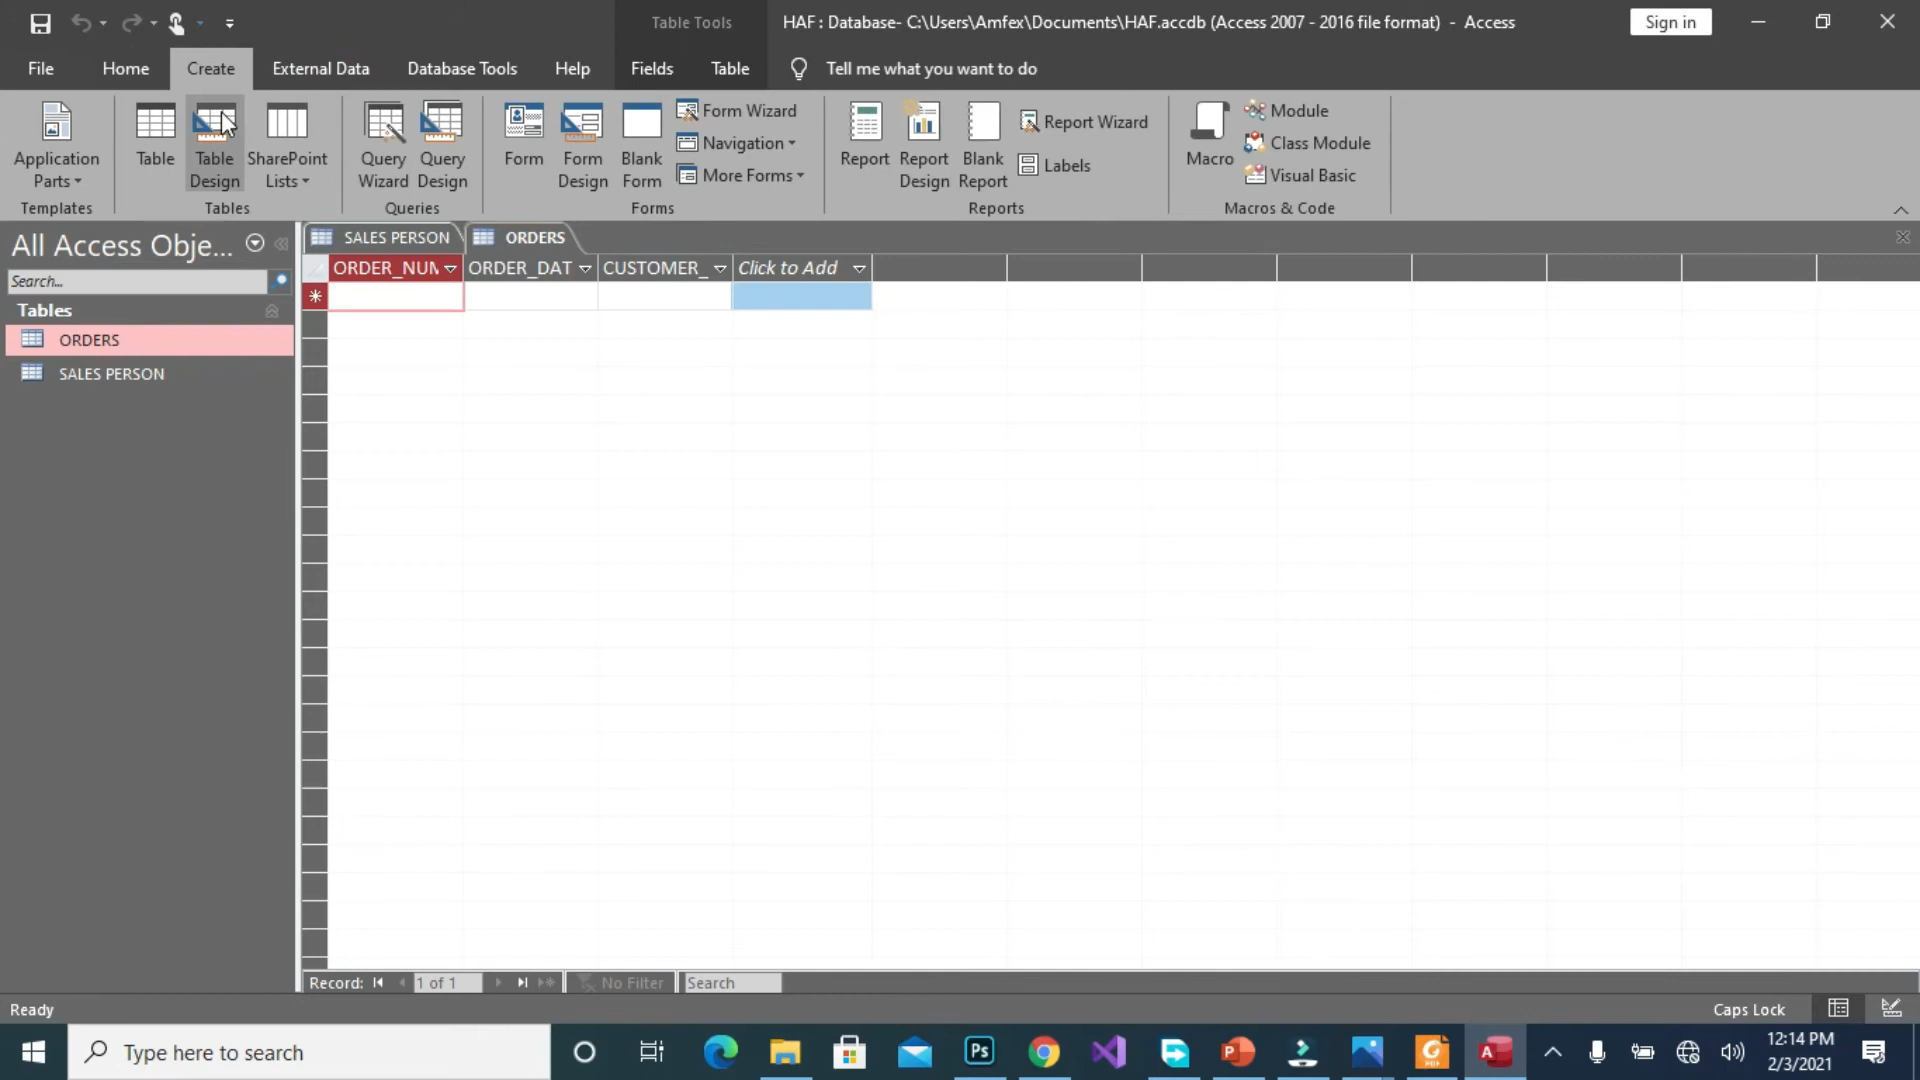 Table Tools
HAF : Database- C:\Users\Amfex\Documents\HAF.accdb (Access 2007 - 2016 file format) - Access
Sign in
File Home Create External Data Database Tools Help Fields Table Tell me what you want to do
Application Parts
Table
Table Design
SharePoint Lists
Query Wizard
Query Design
Form
Form Design
Blank Form
Form Wizard
Navigation
More Forms
Report
Report Design
Blank Report
Report Wizard
Labels
Macro
Module
Class Module
Visual Basic
Templates Tables Queries Forms Reports Macros & Code
All Access Obje...
Search...
Tables
ORDERS
SALES PERSON
SALES PERSON ORDERS
ORDER_NUM ORDER_DAT CUSTOMER_ Click to Add
Record: 1 of 1 No Filter Search
Ready
Caps Lock
Type here to search
Ps
12:14 PM
2/3/2021